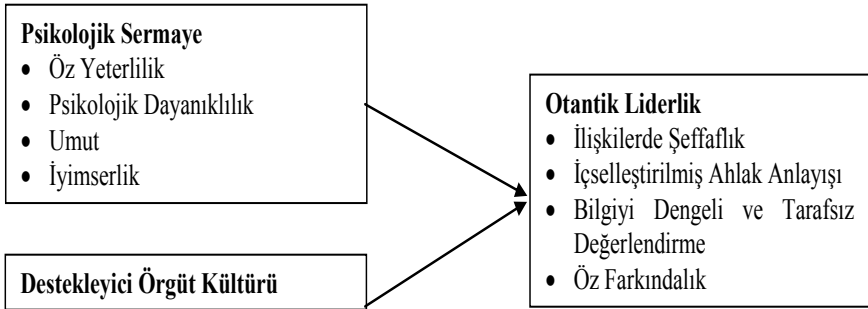 Psikolojik Sermaye
• Öz Yeterlilik
• Psikolojik Dayanıklılık
• Umut
• İyimserlik
Destekleyici Örgüt Kültürü
Otantik Liderlik
• İlişkilerde Şeffaflık
• İçselleştirilmiş Ahlak Anlayışı
• Bilgiyi Dengeli ve Tarafsız
Değerlendirme
• Öz Farkındalık